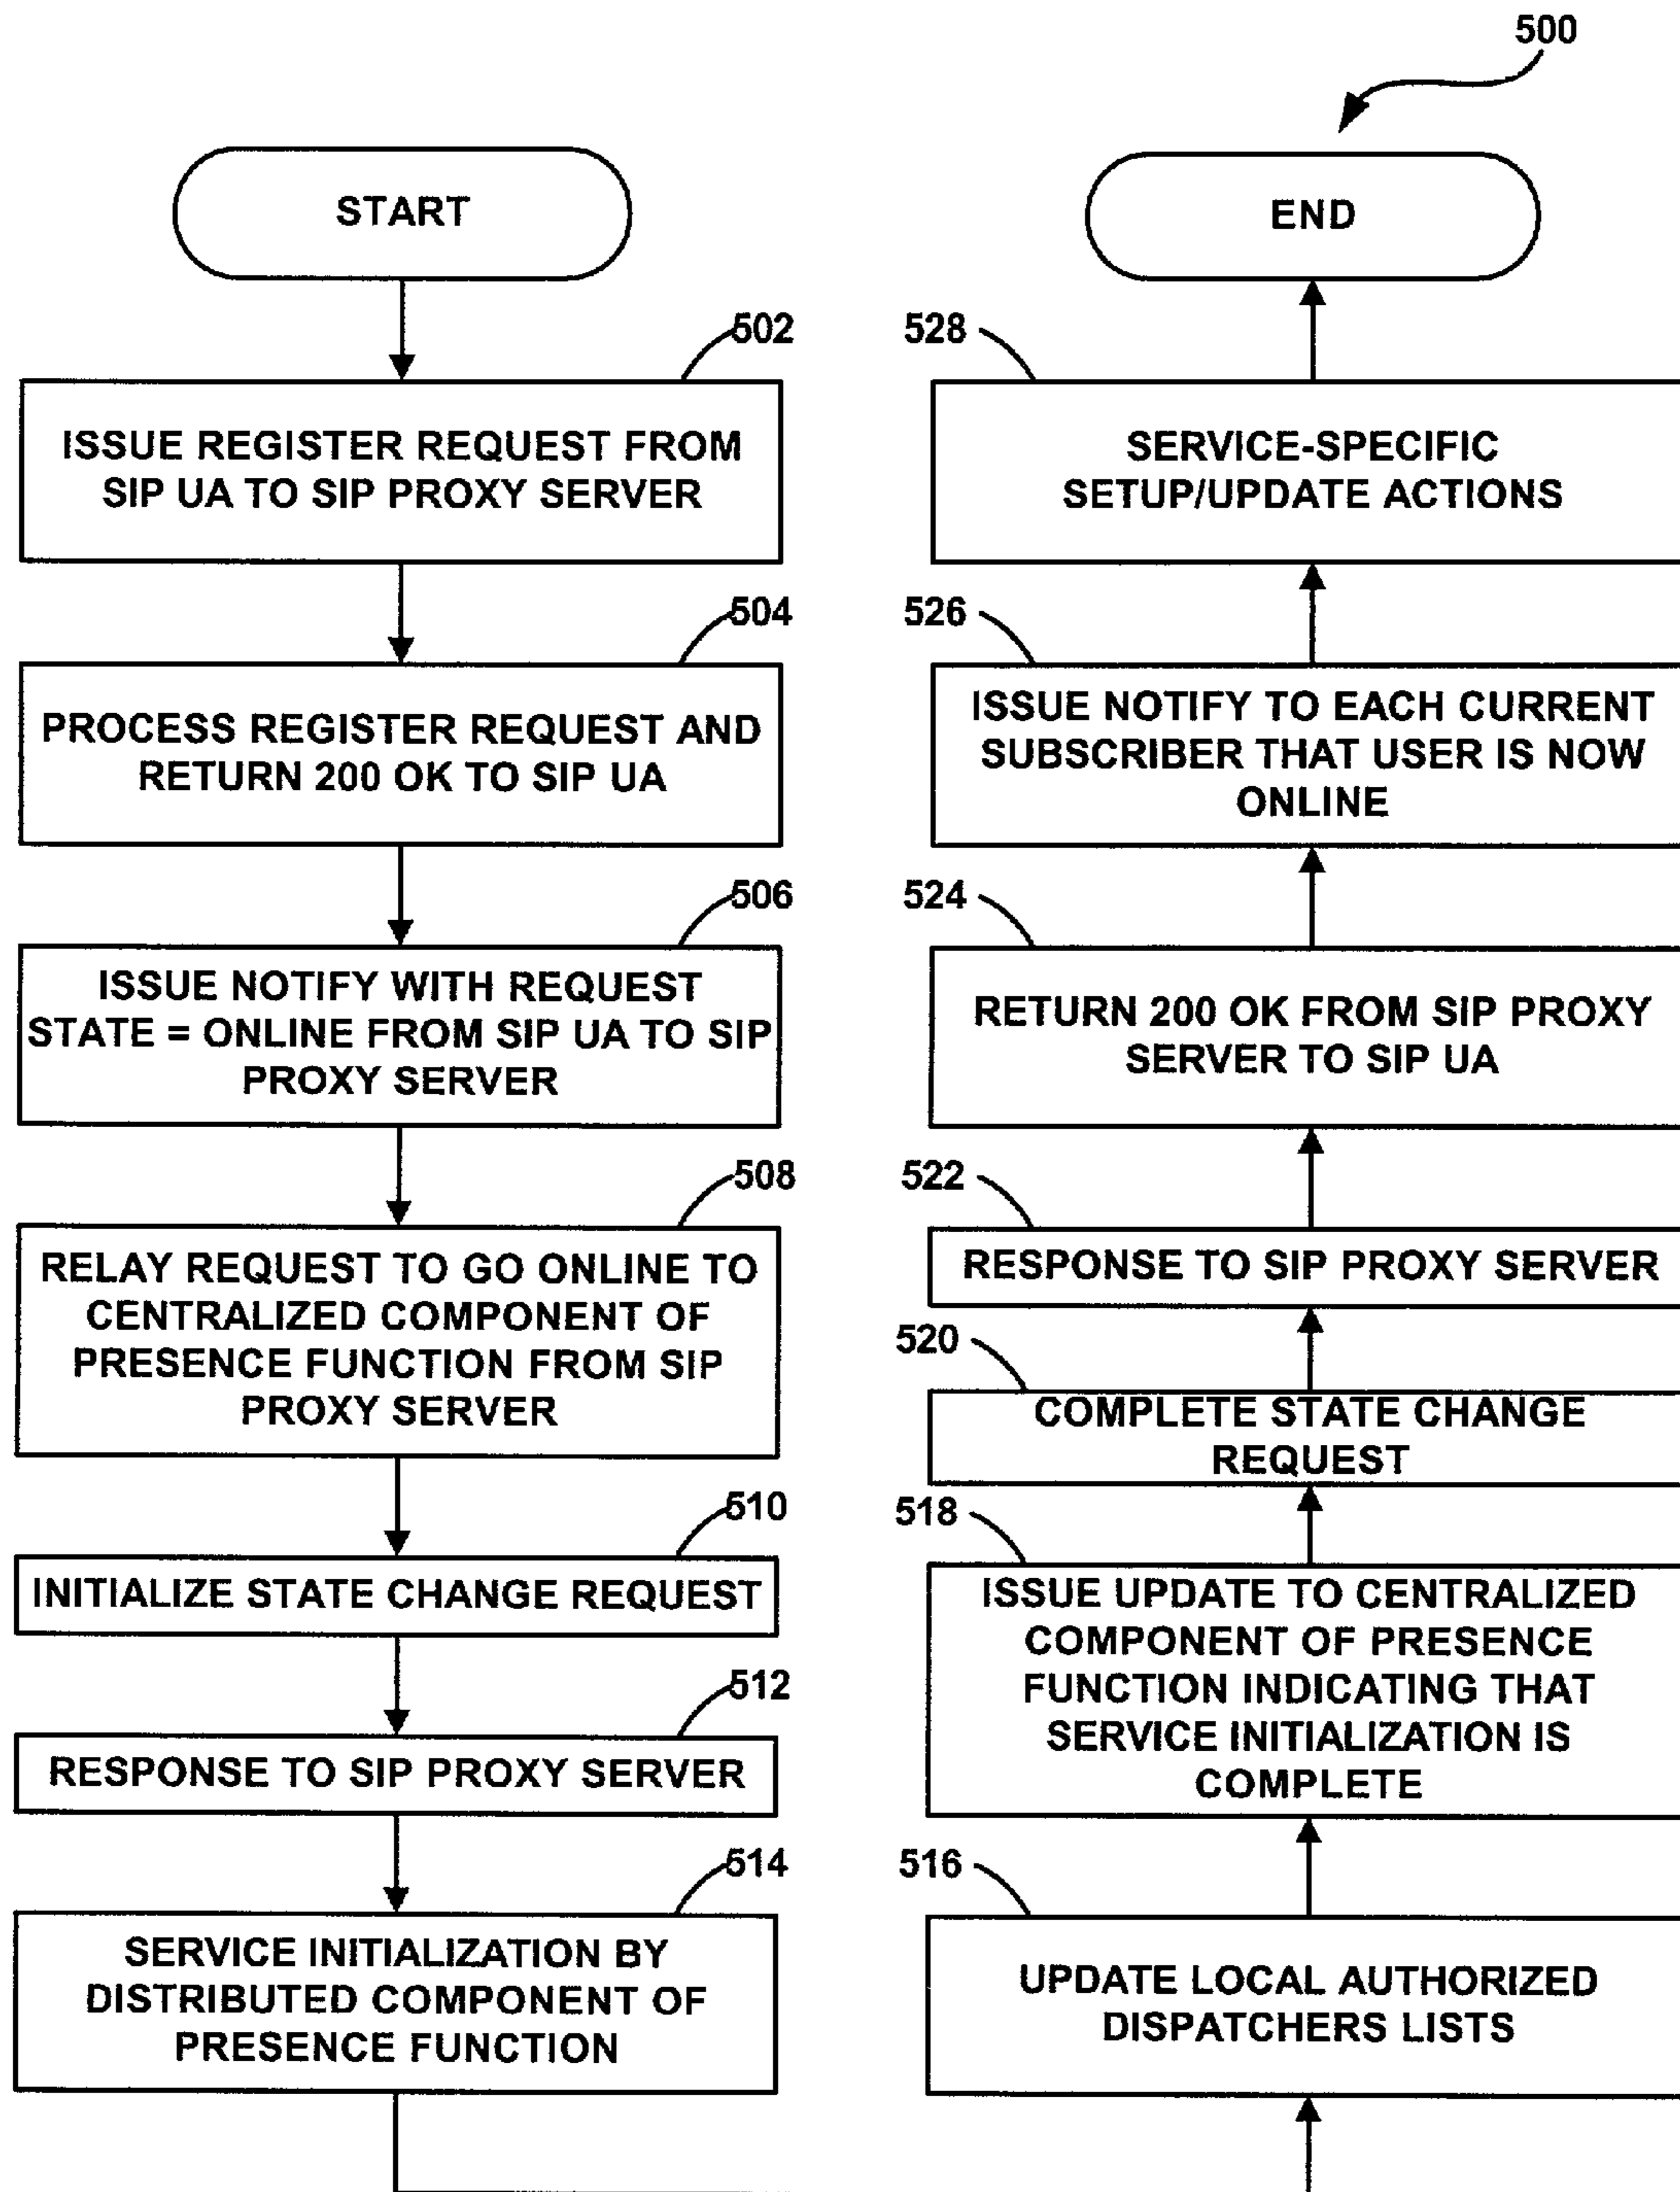 500
START
502
ISSUE REGISTER REQUEST FROM
SIP UA TO SIP PROXY SERVER
504
PROCESS REGISTER REQUEST AND
RETURN 200 OK TO SIP UA
506
ISSUE NOTIFY WITH REQUEST
STATE = ONLINE FROM SIP UA TO SIP
PROXY SERVER
508
RELAY REQUEST TO GO ONLINE TO
CENTRALIZED COMPONENT OF
PRESENCE FUNCTION FROM SIP
PROXY SERVER
510
INITIALIZE STATE CHANGE REQUEST
512
RESPONSE TO SIP PROXY SERVER
514
SERVICE INITIALIZATION BY
DISTRIBUTED COMPONENT OF
PRESENCE FUNCTION
516
UPDATE LOCAL AUTHORIZED
DISPATCHERS LISTS
518
ISSUE UPDATE TO CENTRALIZED
COMPONENT OF PRESENCE
FUNCTION INDICATING THAT
SERVICE INITIALIZATION IS
COMPLETE
520
COMPLETE STATE CHANGE
REQUEST
522
RESPONSE TO SIP PROXY SERVER
524
RETURN 200 OK FROM SIP PROXY
SERVER TO SIP UA
526
ISSUE NOTIFY TO EACH CURRENT
SUBSCRIBER THAT USER IS NOW
ONLINE
528
SERVICE-SPECIFIC
SETUP/UPDATE ACTIONS
END